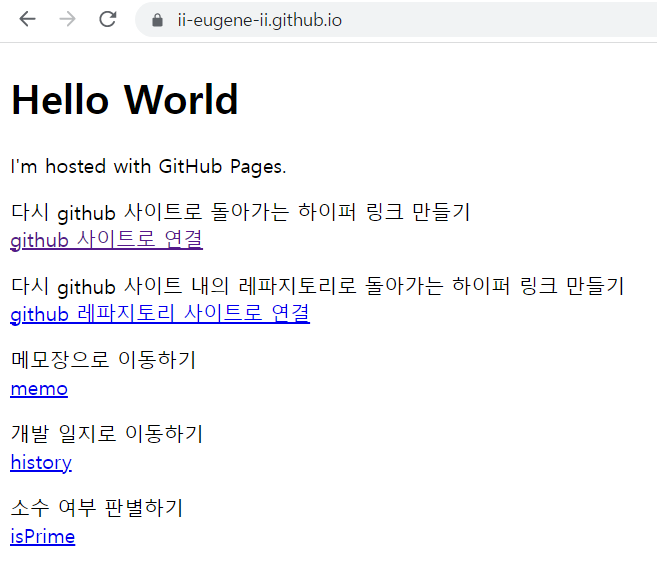 ii-eugene-ii.github.io
Hello World
I'm hosted with GitHub Pages.
다시 github 사이트로 돌아가는 하이퍼 링크 만들기
github 사이트로 연결
다시 github 사이트 내의 레파지토리로 돌아가는 하이퍼 링크 만들기
github 레파지토리 사이트로 연결
메모장으로 이동하기
memo
개발 일지로 이동하기
history
소수 여부 판별하기
isPrime